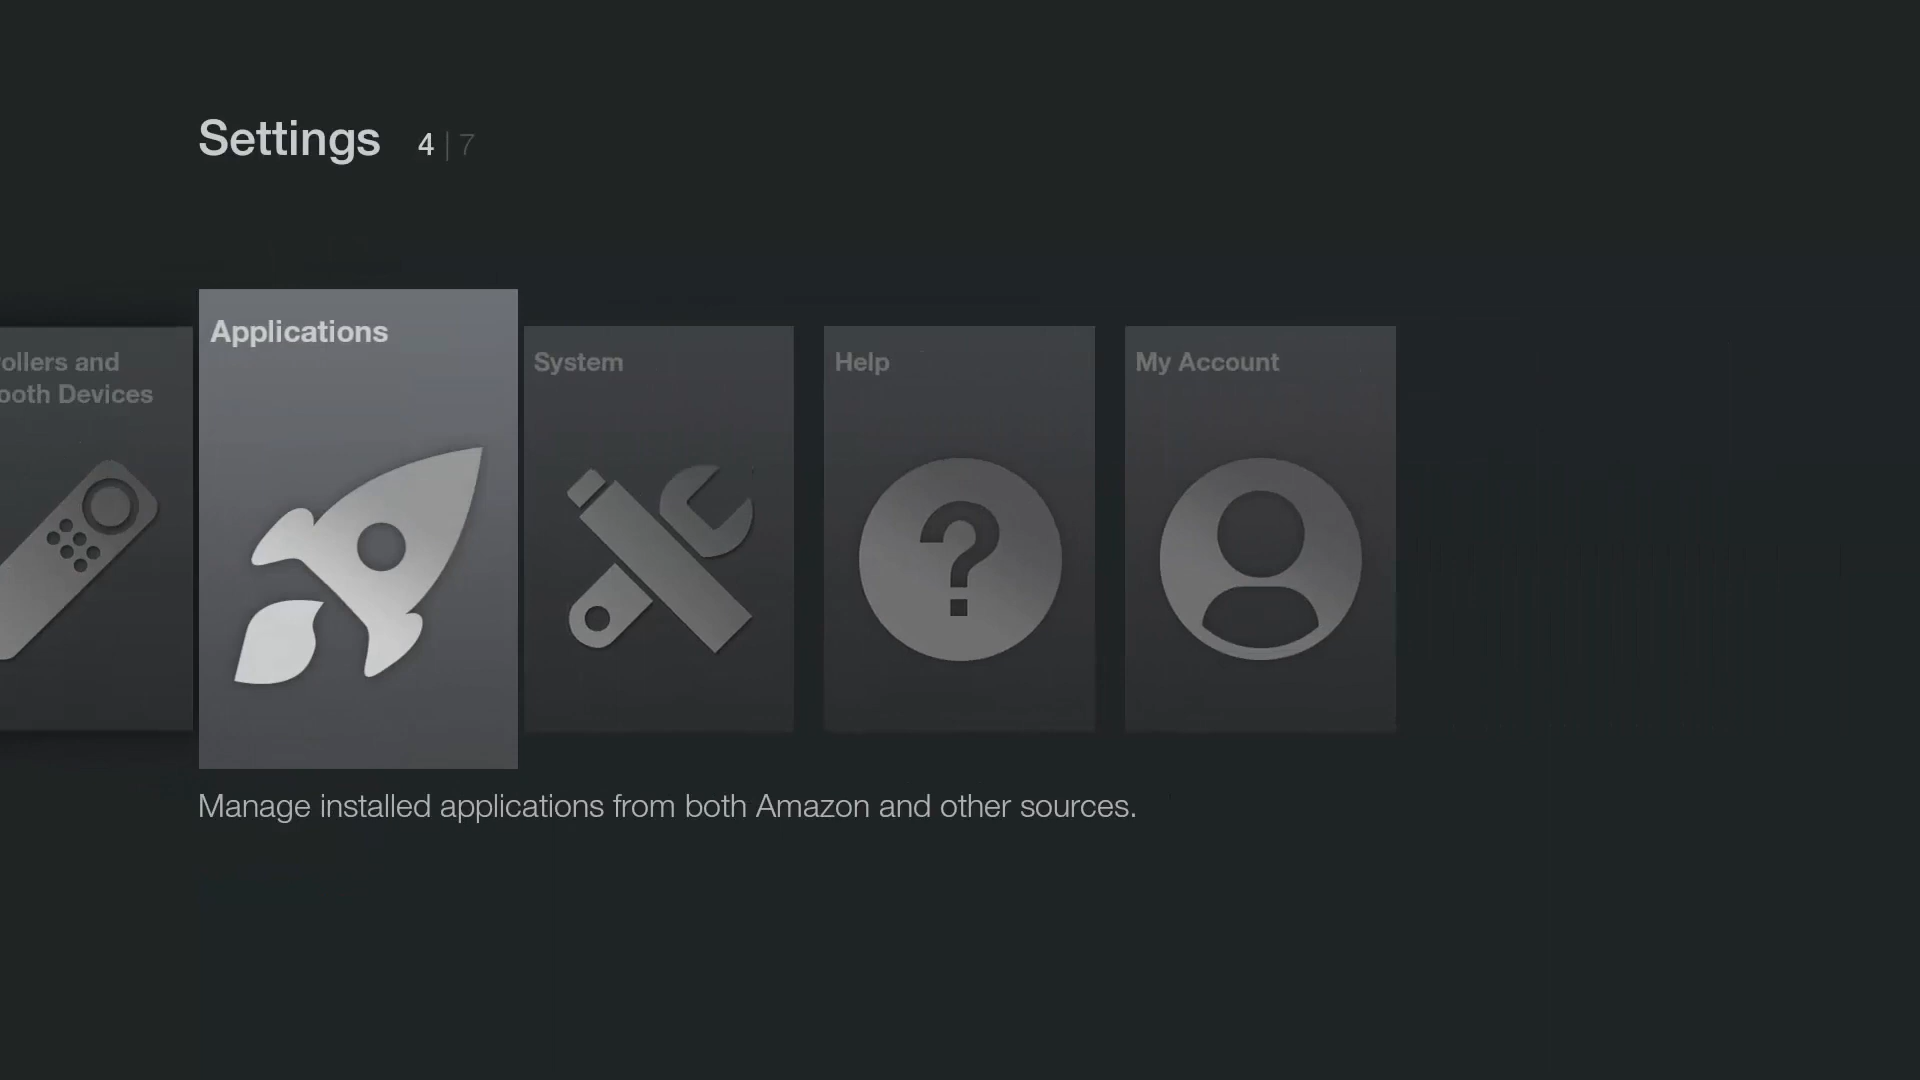 Settings 4 | 7
ollers and
ooth Devices
Applications
System
Help
My Account
Manage installed applications from both Amazon and other sources.